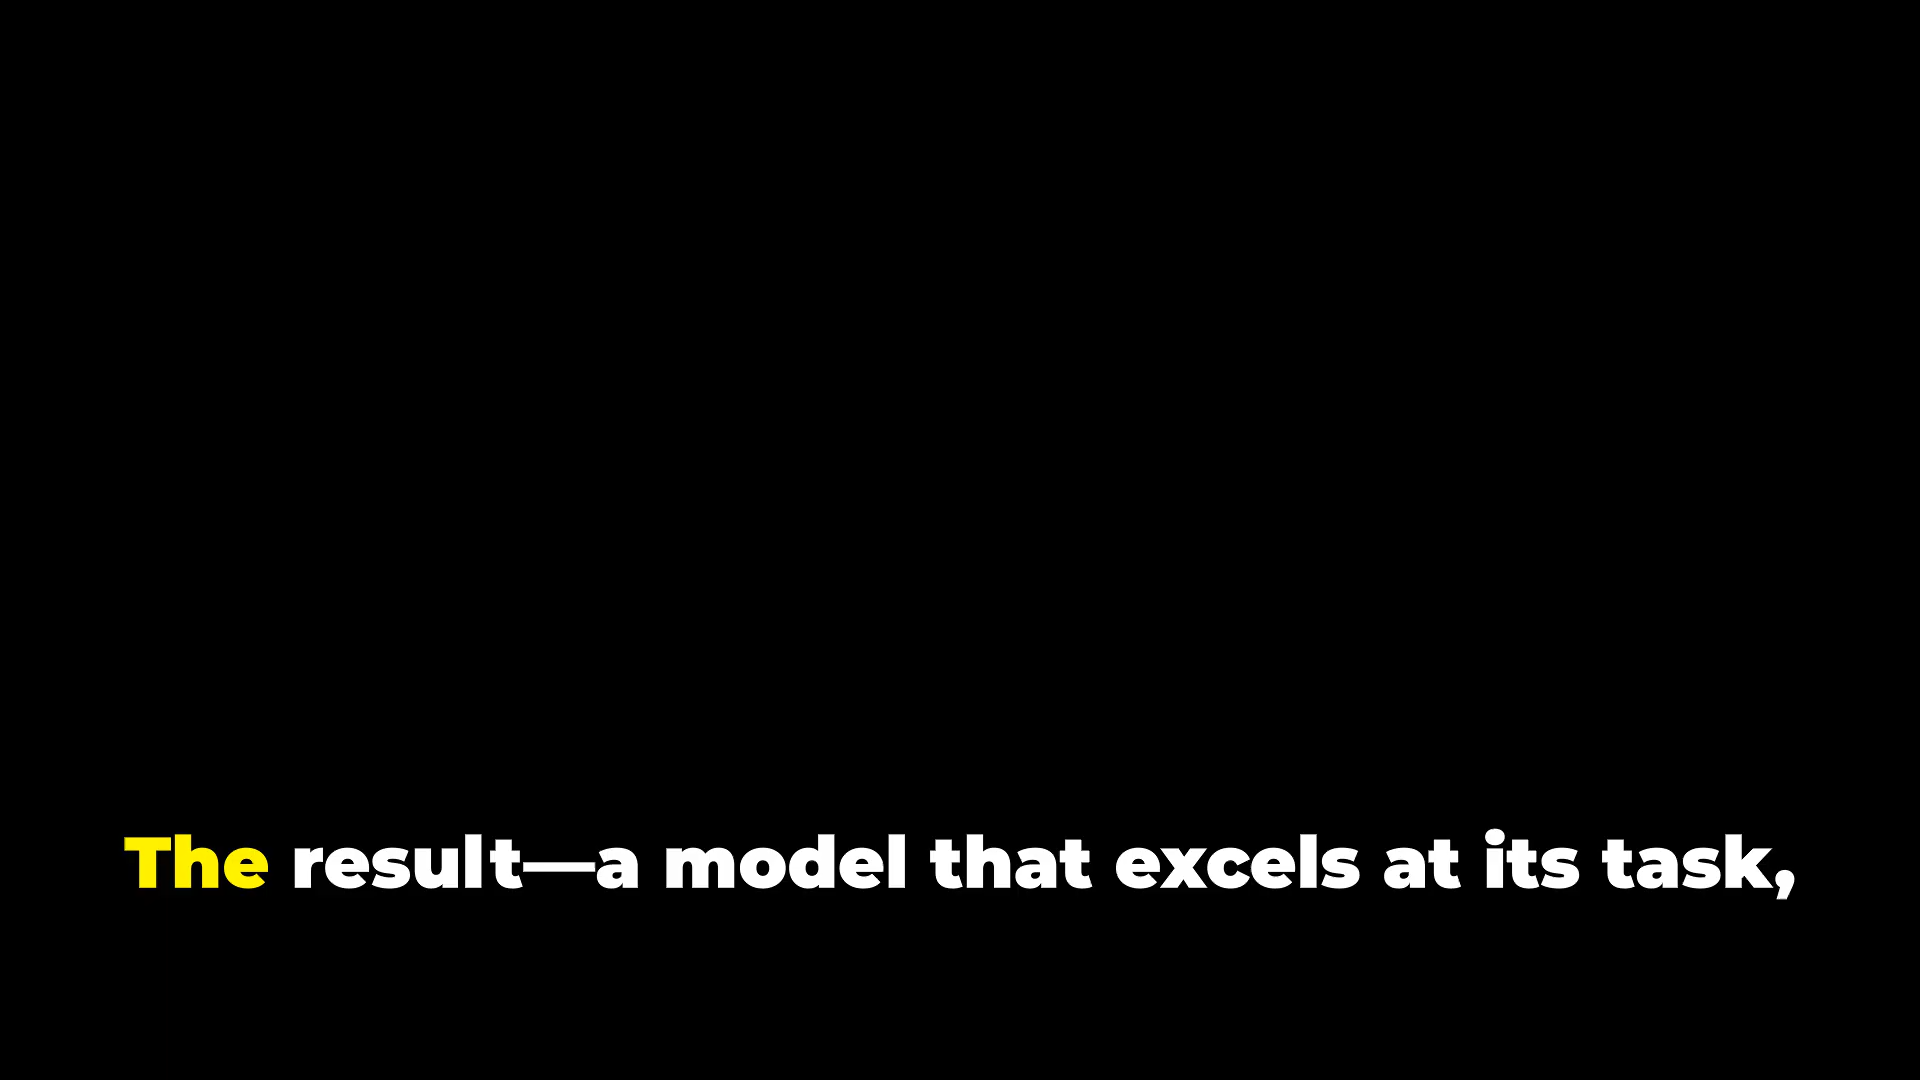 The result—a model that excels at its task,